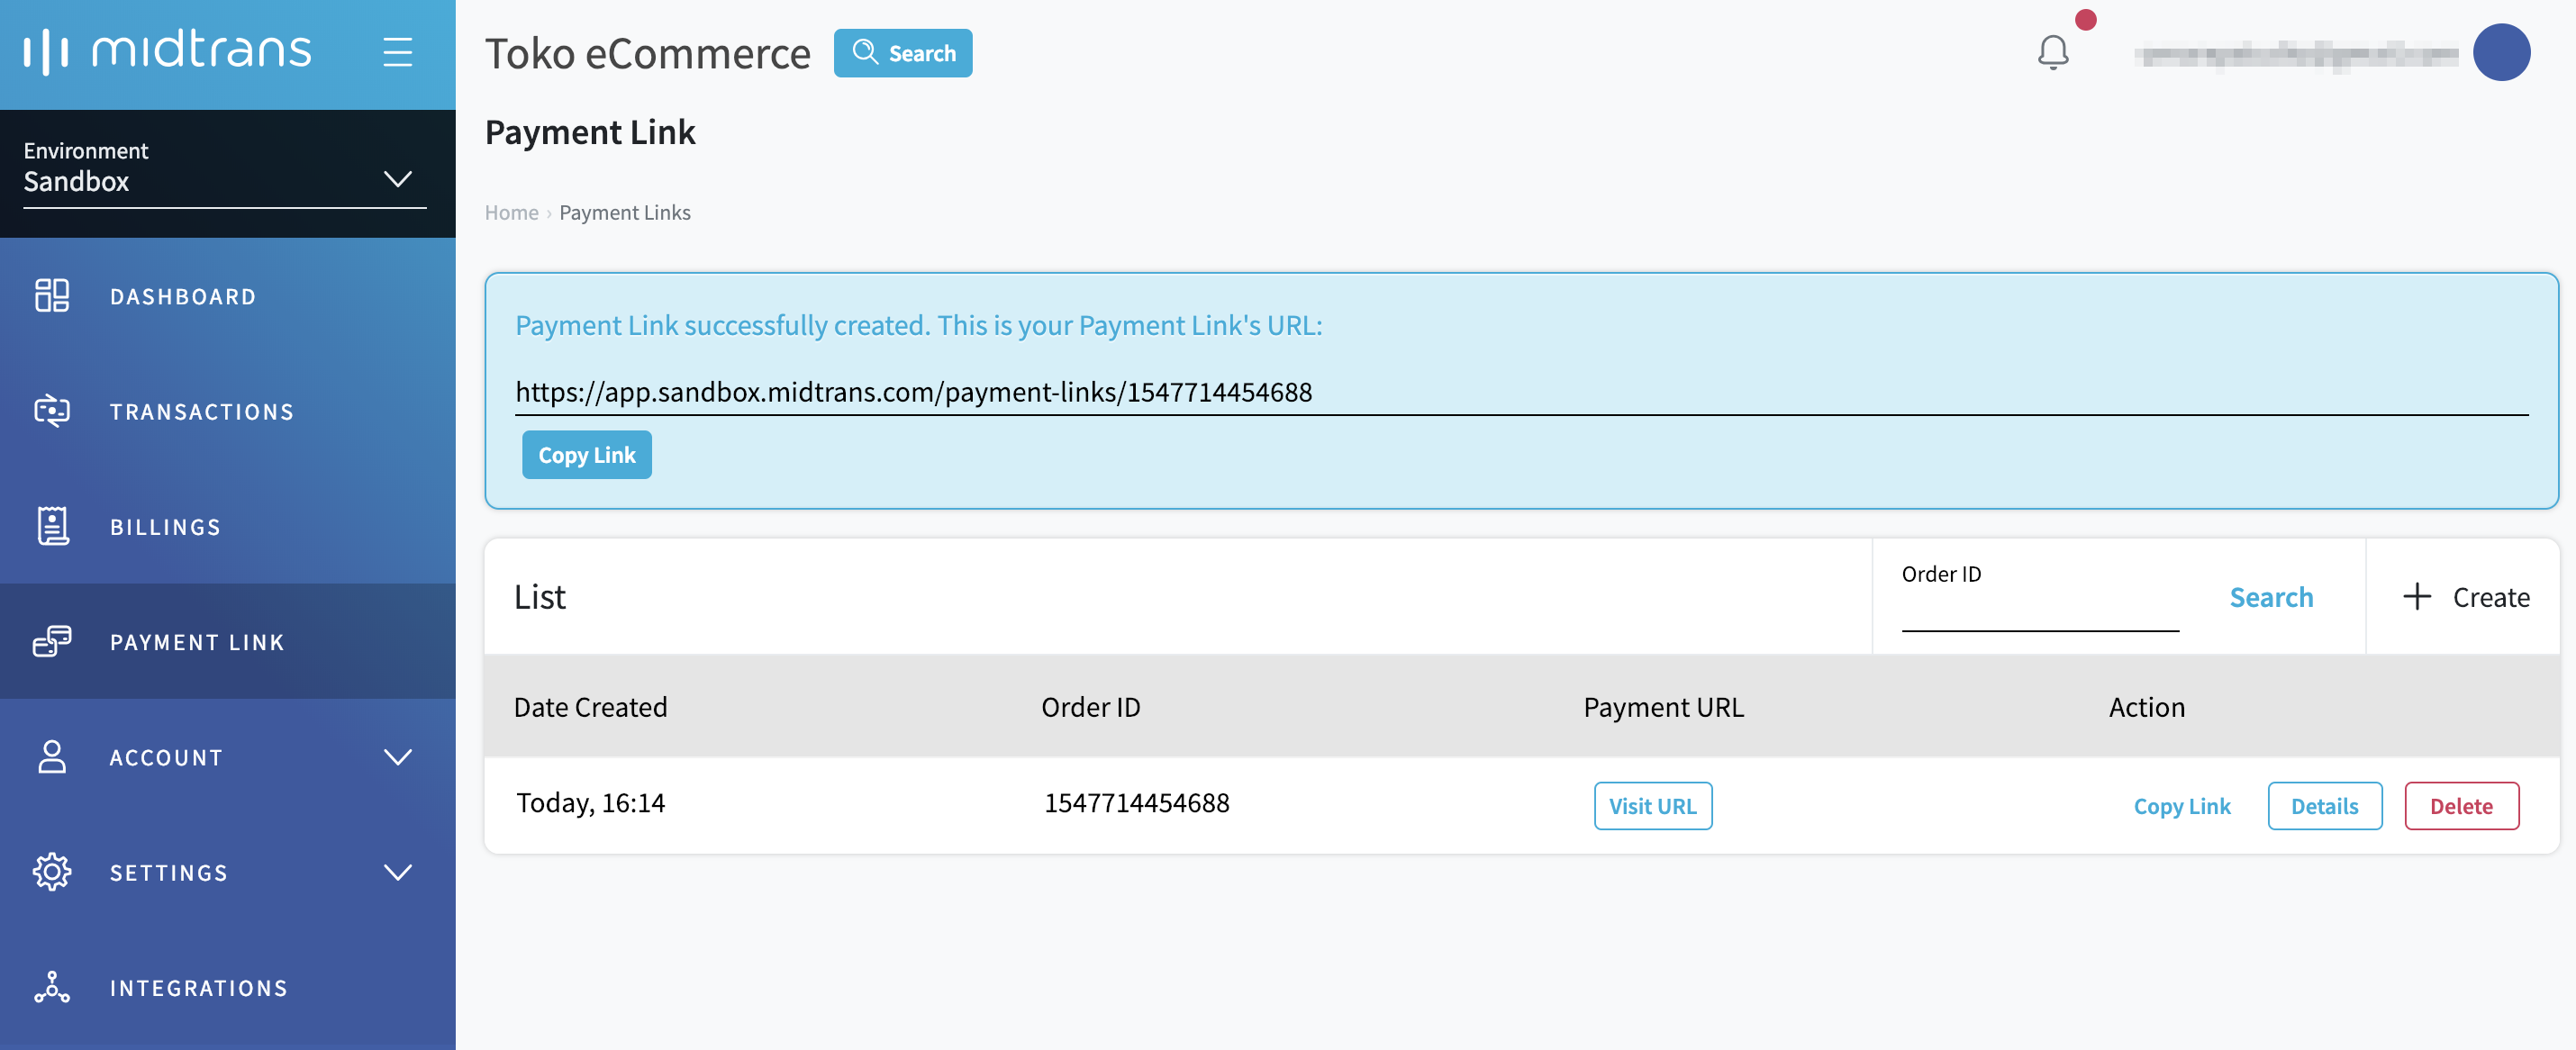 midtrans
Toko eCommerce
Search
Payment Link
Environment
Sandbox
Home › Payment Links
DASHBOARD
TRANSACTIONS
BILLINGS
PAYMENT LINK
ACCOUNT
SETTINGS
INTEGRATIONS
Payment Link successfully created. This is your Payment Link's URL:
https://app.sandbox.midtrans.com/payment-links/1547714454688
Copy Link
List
Order ID
Search
Create
Date Created Order ID Payment URL Action
Today, 16:14 1547714454688 Visit URL Copy Link Details Delete